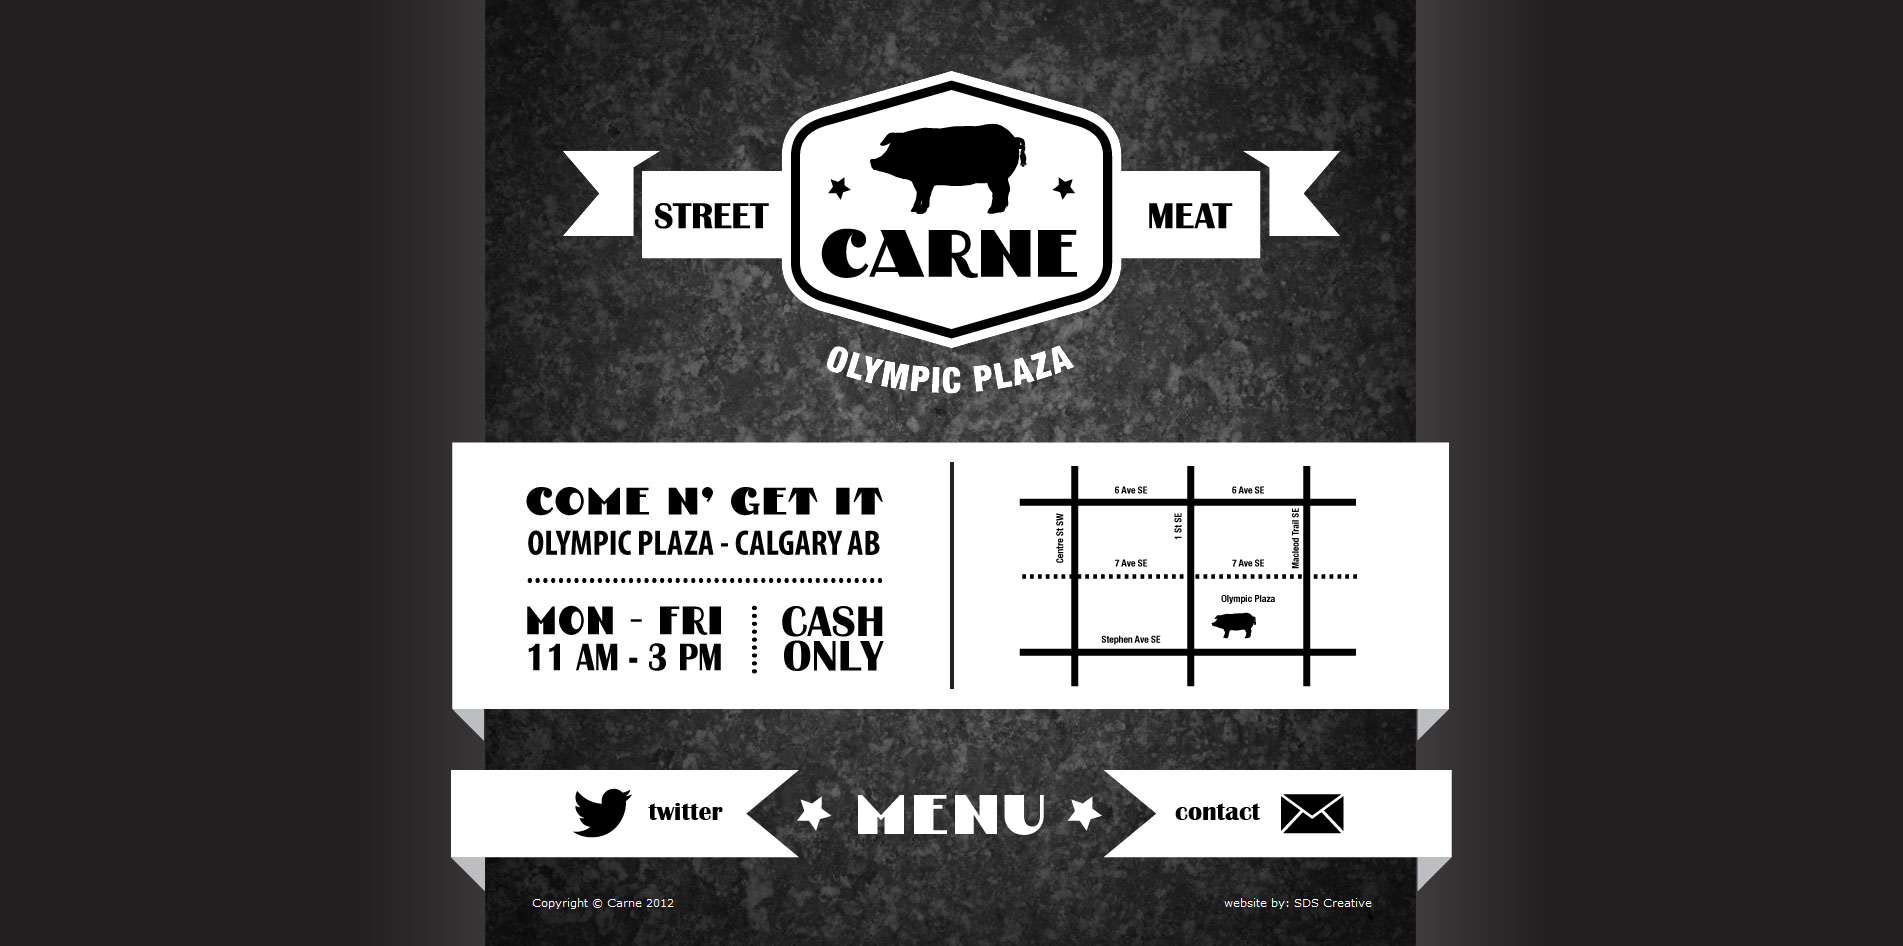 STREET
CARNE
MEAT
OLYMPIC PLAZA
COME N' GET IT
OLYMPIC PLAZA - CALGARY AB
MON - FRI
11 AM - 3 PM
CASH
ONLY
6 Ave SE
6 Ave SE
Centre St SW
1 St SE
Macleod Trail SE
7 Ave SE
7 Ave SE
Olympic Plaza
Stephen Ave SE
twitter
MENU
contact
Copyright © Carne 2012
website by: SDS Creative